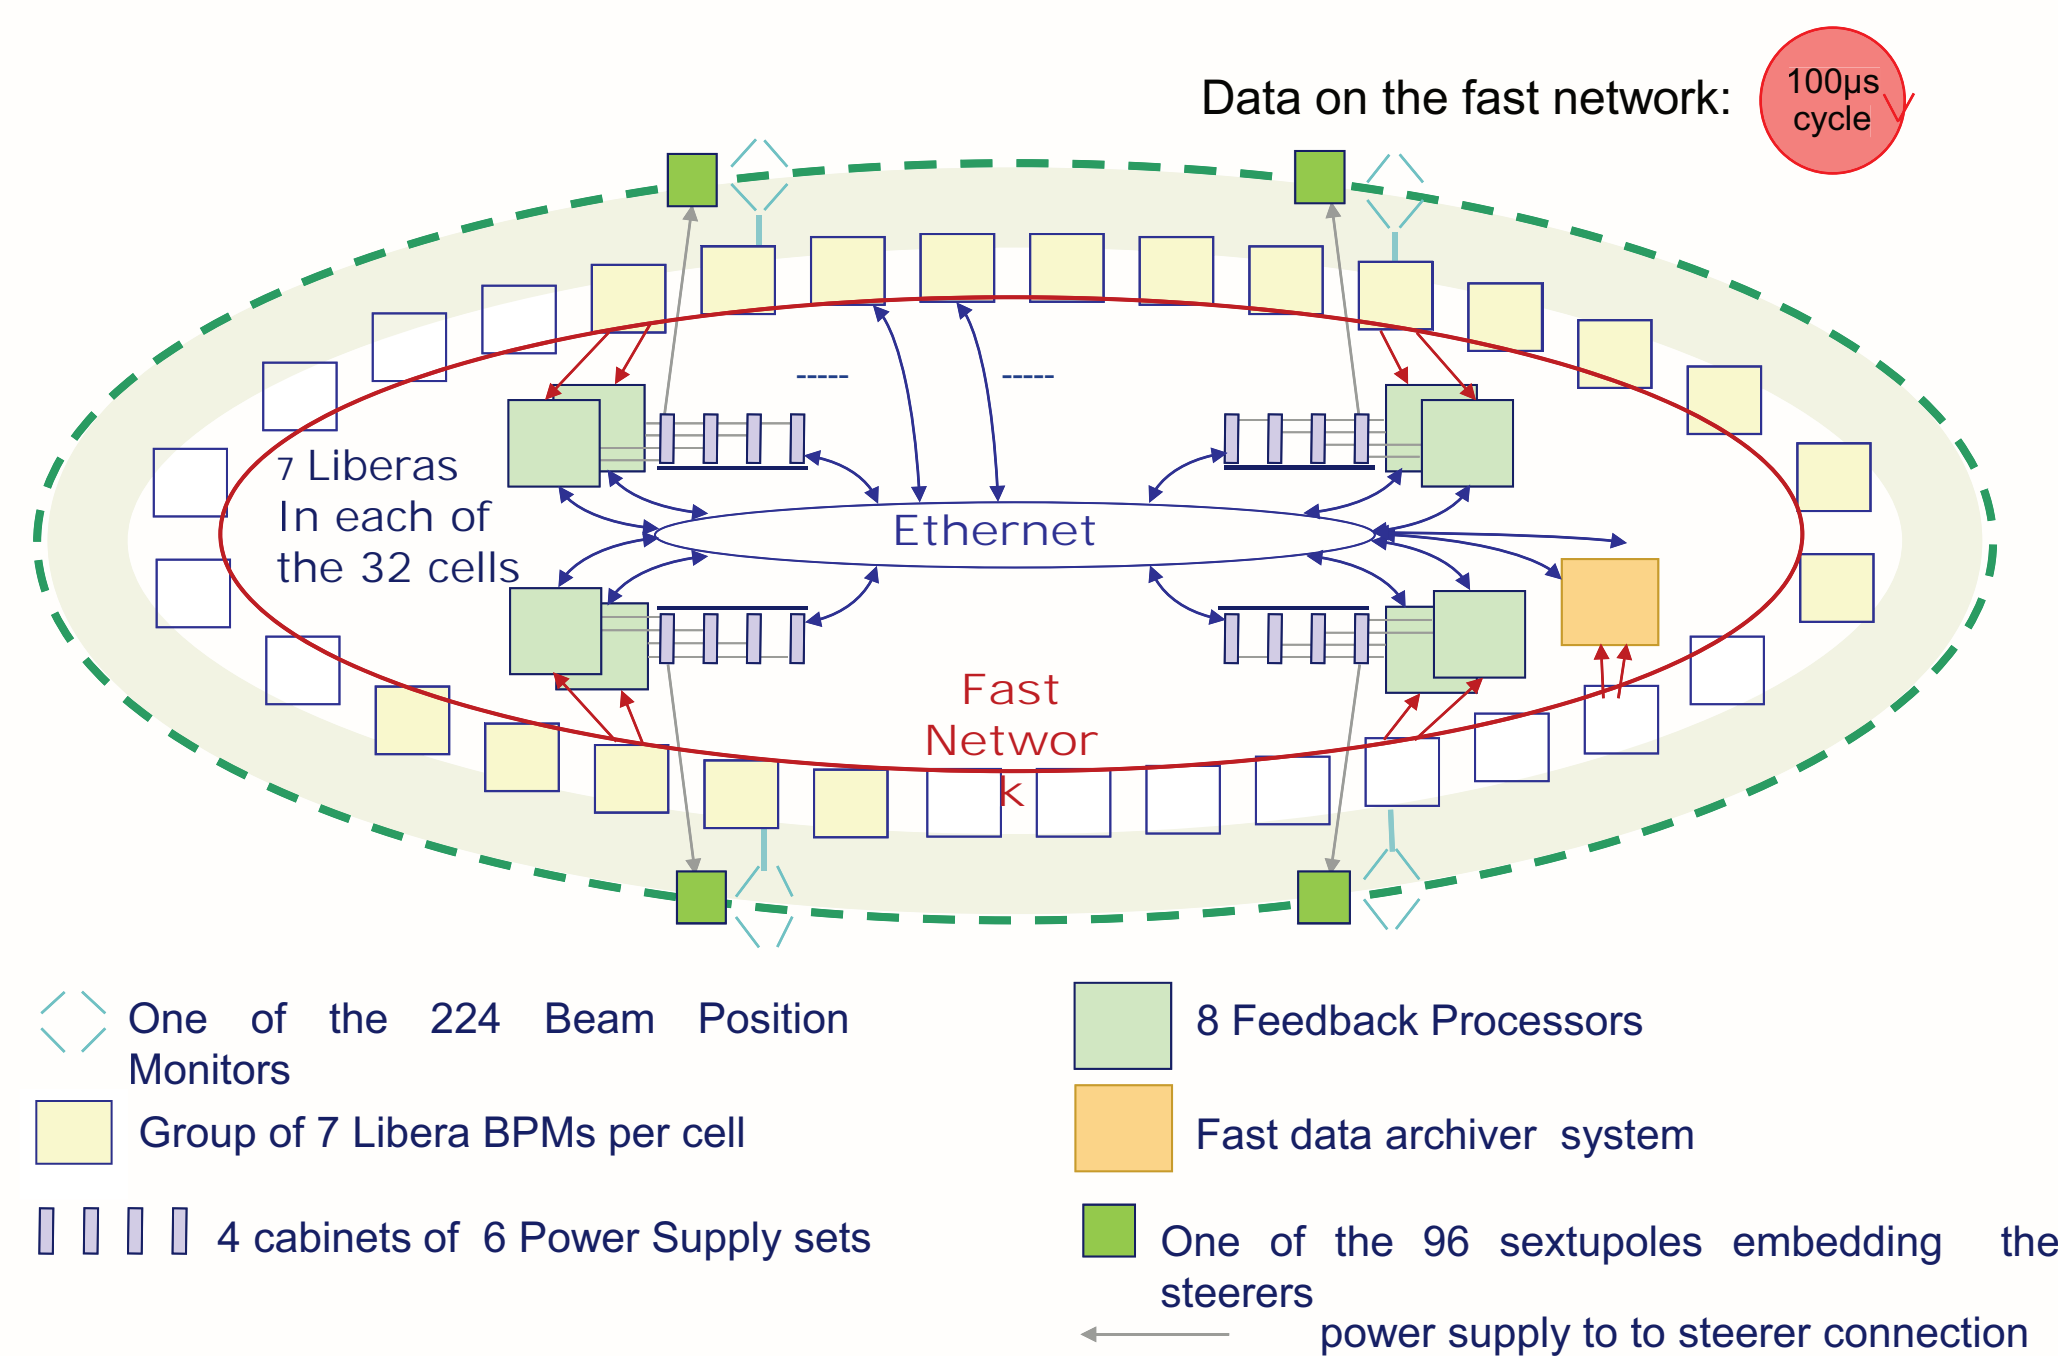 Data on the fast network:
100µs
cycle
-----
-----
7 Liberas
In each of
the 32 cells
Ethernet
Fast
Networ
k
One of the 224 Beam Position
Monitors
Group of 7 Libera BPMs per cell
4 cabinets of 6 Power Supply sets
8 Feedback Processors
Fast data archiver system
One of the 96 sextupoles embedding the
steerers
power supply to to steerer connection